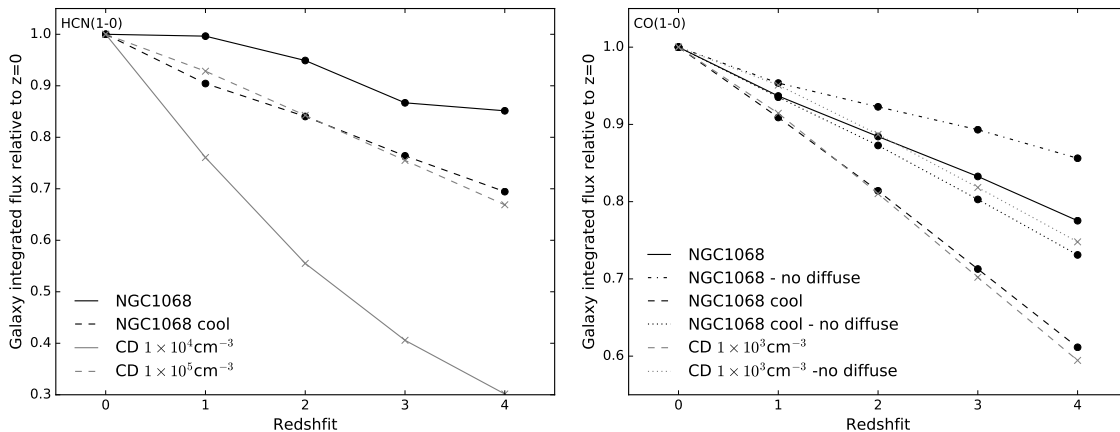 HCN(1-0)
Galaxy integrated flux relative to z=0
1.0
0.9
0.8
0.7
0.6
0.5
0.4
0.3
NGC1068
NGC1068 cool
CD 1 × 10⁴cm⁻³
CD 1 × 10⁵cm⁻³
0 1 2 3 4
Redshfit
CO(1-0)
Galaxy integrated flux relative to z=0
1.0
0.9
0.8
0.7
0.6
NGC1068
NGC1068 - no diffuse
NGC1068 cool
NGC1068 cool - no diffuse
CD 1 × 10³cm⁻³
CD 1 × 10³cm⁻³ -no diffuse
0 1 2 3 4
Redshfit